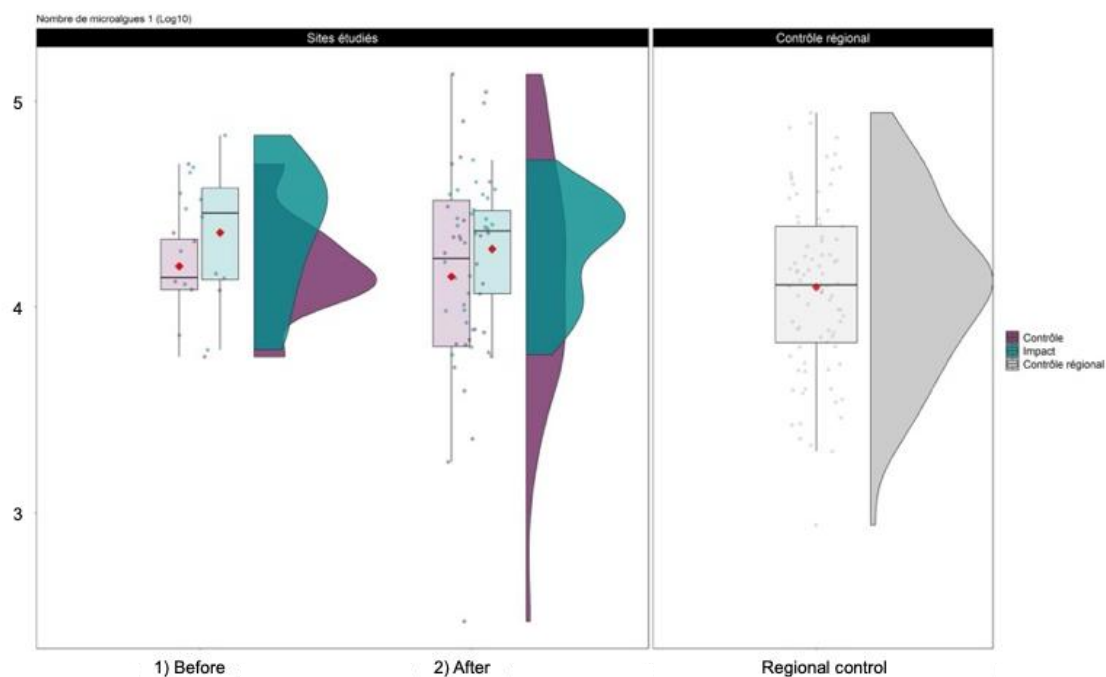 Nombre de microalgues 1 (Log10)
Sites étudiés
Contrôle régional
5
4
3
Contrôle
Impact
Contrôle régional
1) Before
2) After
Regional control